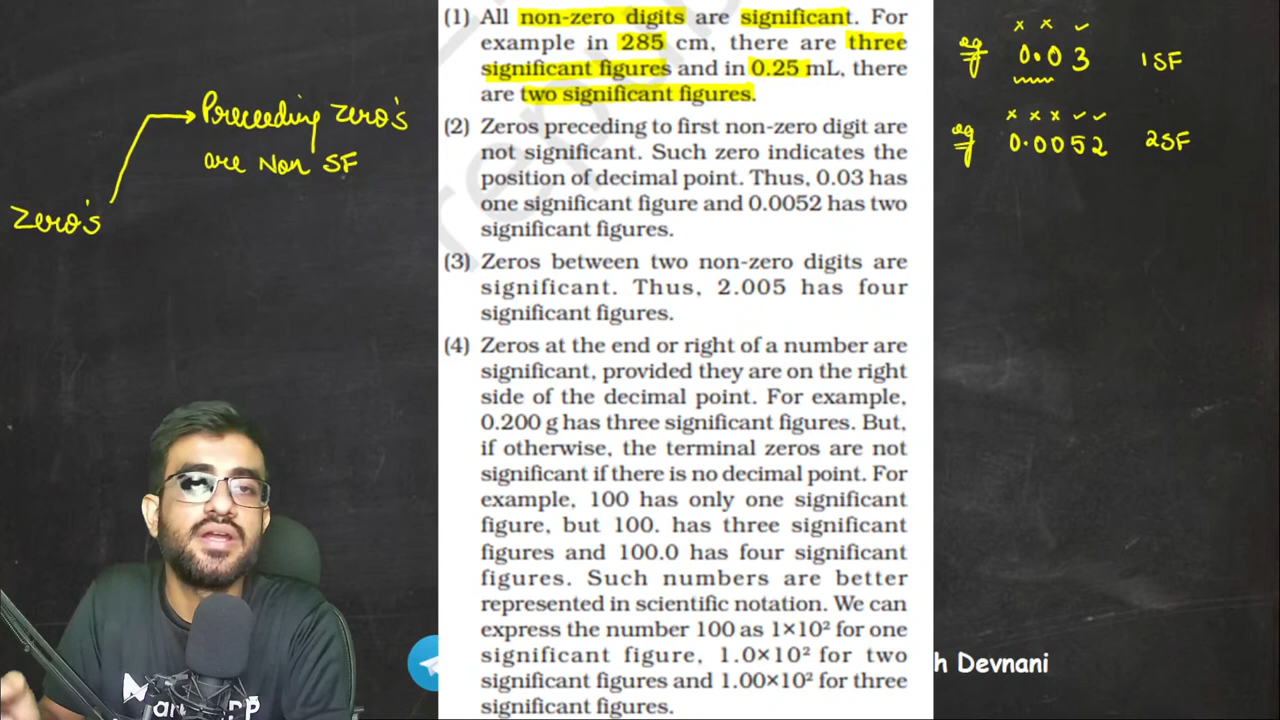 Preceeding Zero's
are Non SF
Zero's
(1) All non-zero digits are significant. For
example in 285 cm, there are three
significant figures and in 0.25 mL, there
are two significant figures.
(2) Zeros preceding to first non-zero digit are
not significant. Such zero indicates the
position of decimal point. Thus, 0.03 has
one significant figure and 0.0052 has two
significant figures.
(3) Zeros between two non-zero digits are
significant. Thus, 2.005 has four
significant figures.
(4) Zeros at the end or right of a number are
significant, provided they are on the right
side of the decimal point. For example,
0.200 g has three significant figures. But,
if otherwise, the terminal zeros are not
significant if there is no decimal point. For
example, 100 has only one significant
figure, but 100. has three significant
figures and 100.0 has four significant
figures. Such numbers are better
represented in scientific notation. We can
express the number 100 as 1×10² for one
significant figure, 1.0×10² for two
significant figures and 1.00×10² for three
significant figures.
× × ✓
eg 0.03 1SF
× × × ✓ ✓
eg 0.0052 2SF
h Devnani